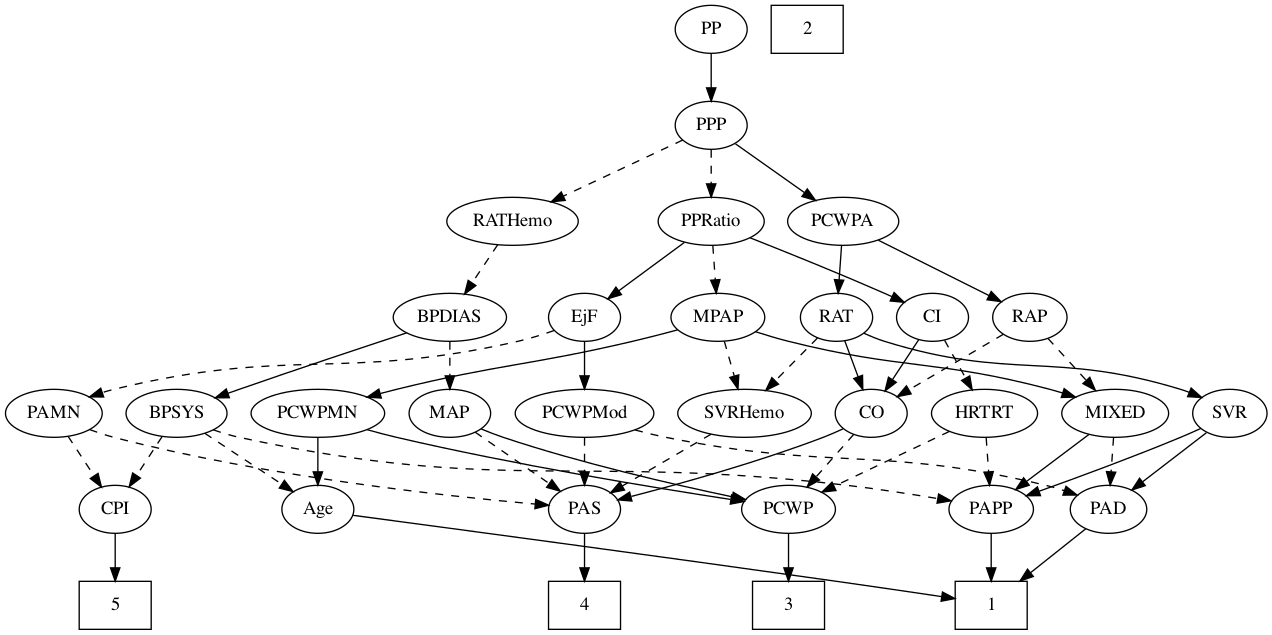 PP
2
PPP
RATHemo
PPRatio
PCWPA
BPDIAS
EjF
MPAP
RAT
CI
RAP
PAMN
BPSYS
PCWPMN
MAP
PCWPMod
SVRHemo
CO
HRTRT
MIXED
SVR
CPI
Age
PAS
PCWP
PAPP
PAD
5
4
3
1